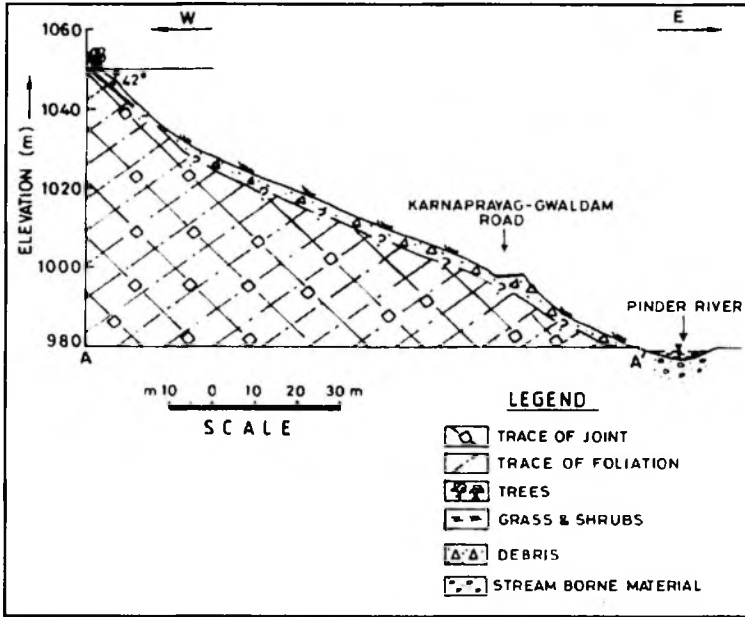 W
E
1060
42°
1040
1020
1000
980
ELEVATION (m)
KARNAPRAYAG-GWALDAM
ROAD
PINDER RIVER
A
A'
m 10 0 10 20 30 m
SCALE
LEGEND
TRACE OF JOINT
TRACE OF FOLIATION
TREES
GRASS & SHRUBS
DEBRIS
STREAM BORNE MATERIAL
? ? ? ? ? ? ? ? ? ?